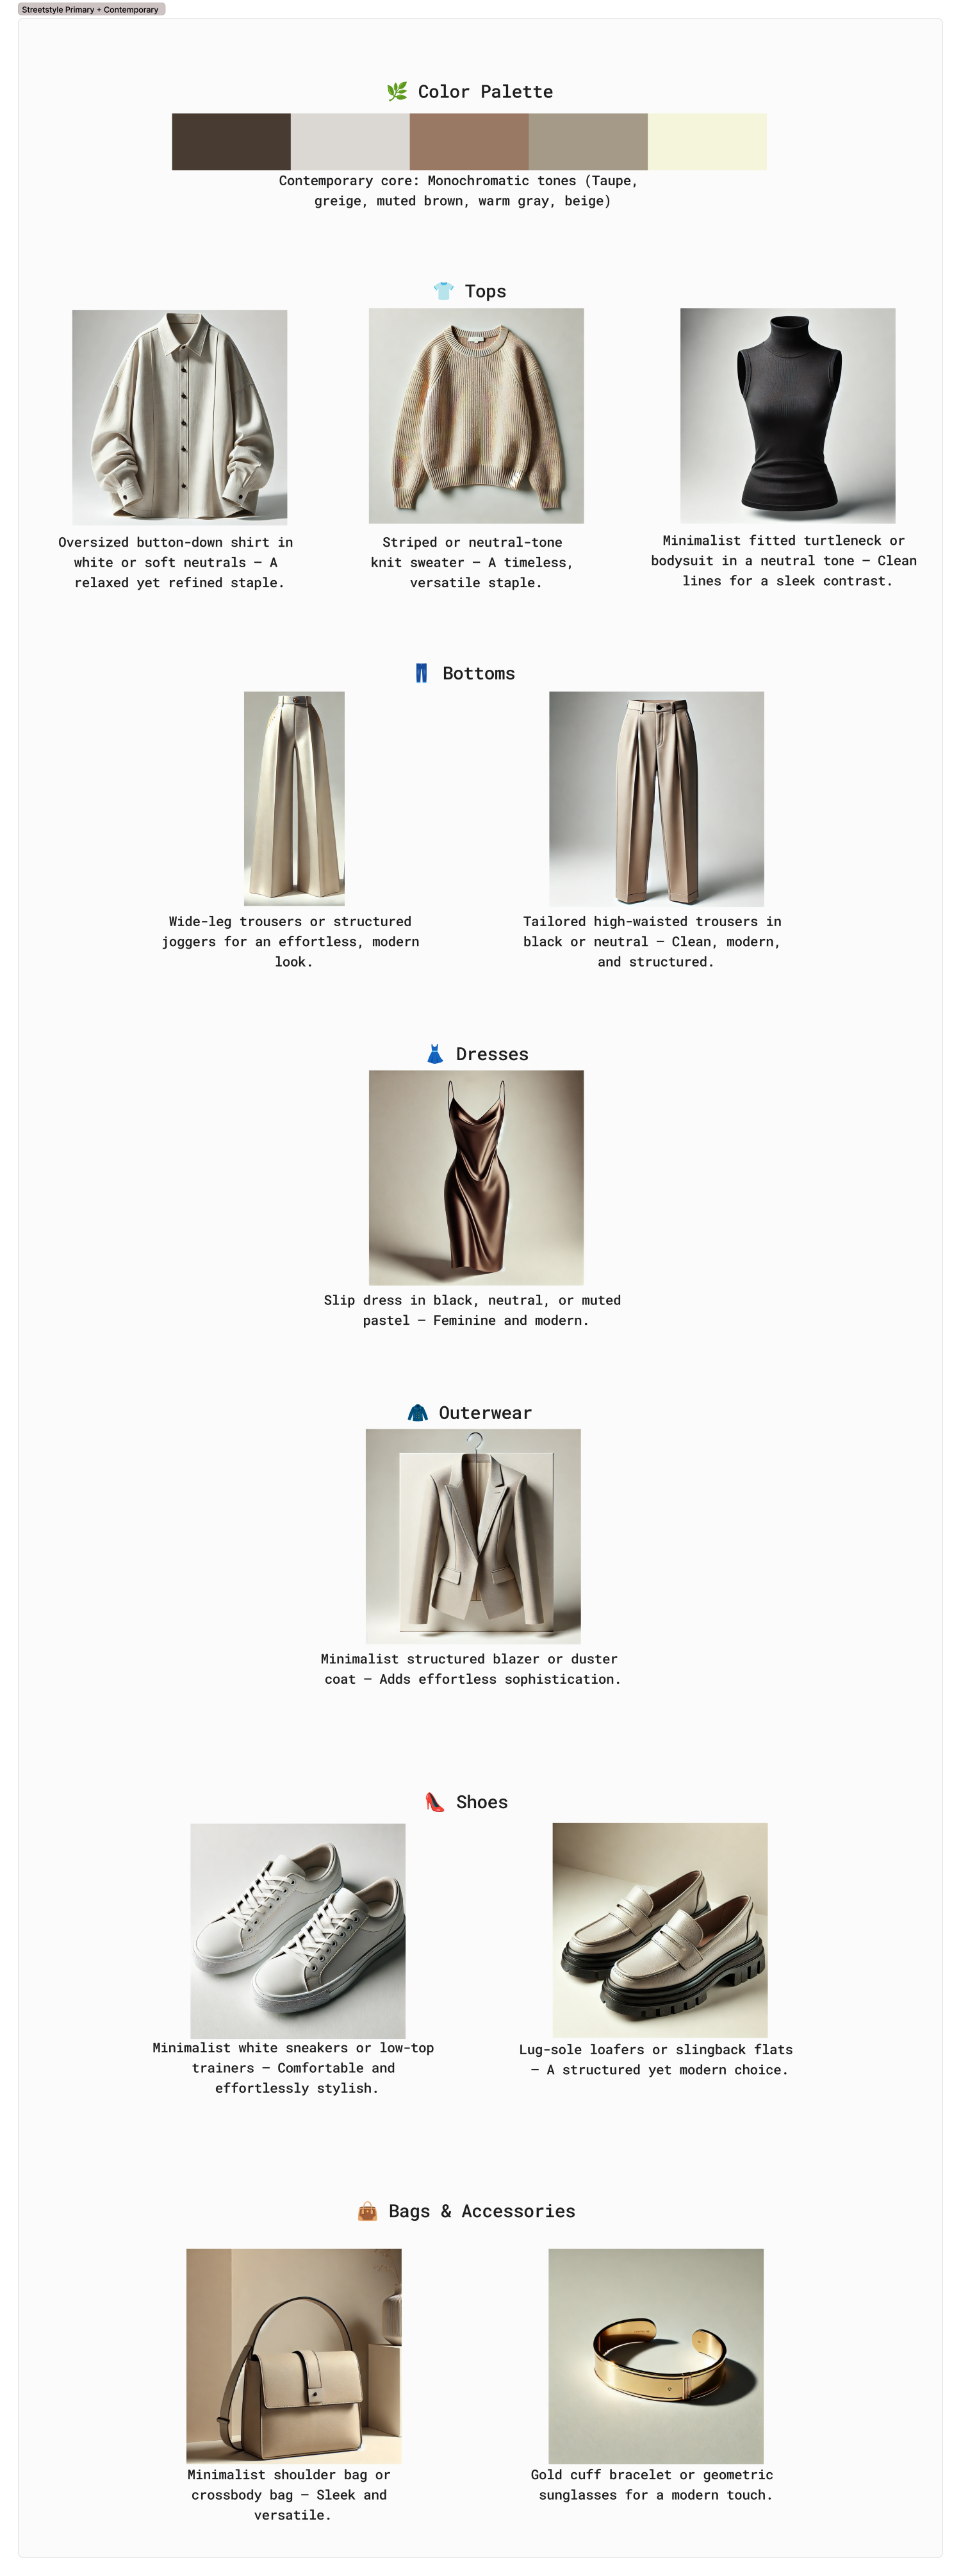 Streetstyle Primary + Contemporary
🌿 Color Palette
Contemporary core: Monochromatic tones (Taupe,
greige, muted brown, warm gray, beige)
👕 Tops
Oversized button-down shirt in
white or soft neutrals – A
relaxed yet refined staple.
Striped or neutral-tone
knit sweater – A timeless,
versatile staple.
Minimalist fitted turtleneck or
bodysuit in a neutral tone – Clean
lines for a sleek contrast.
👖 Bottoms
Wide-leg trousers or structured
joggers for an effortless, modern
look.
Tailored high-waisted trousers in
black or neutral – Clean, modern,
and structured.
👗 Dresses
Slip dress in black, neutral, or muted
pastel – Feminine and modern.
🧥 Outerwear
Minimalist structured blazer or duster
coat – Adds effortless sophistication.
👠 Shoes
Minimalist white sneakers or low-top
trainers – Comfortable and
effortlessly stylish.
Lug-sole loafers or slingback flats
– A structured yet modern choice.
👜 Bags & Accessories
Minimalist shoulder bag or
crossbody bag – Sleek and
versatile.
Gold cuff bracelet or geometric
sunglasses for a modern touch.